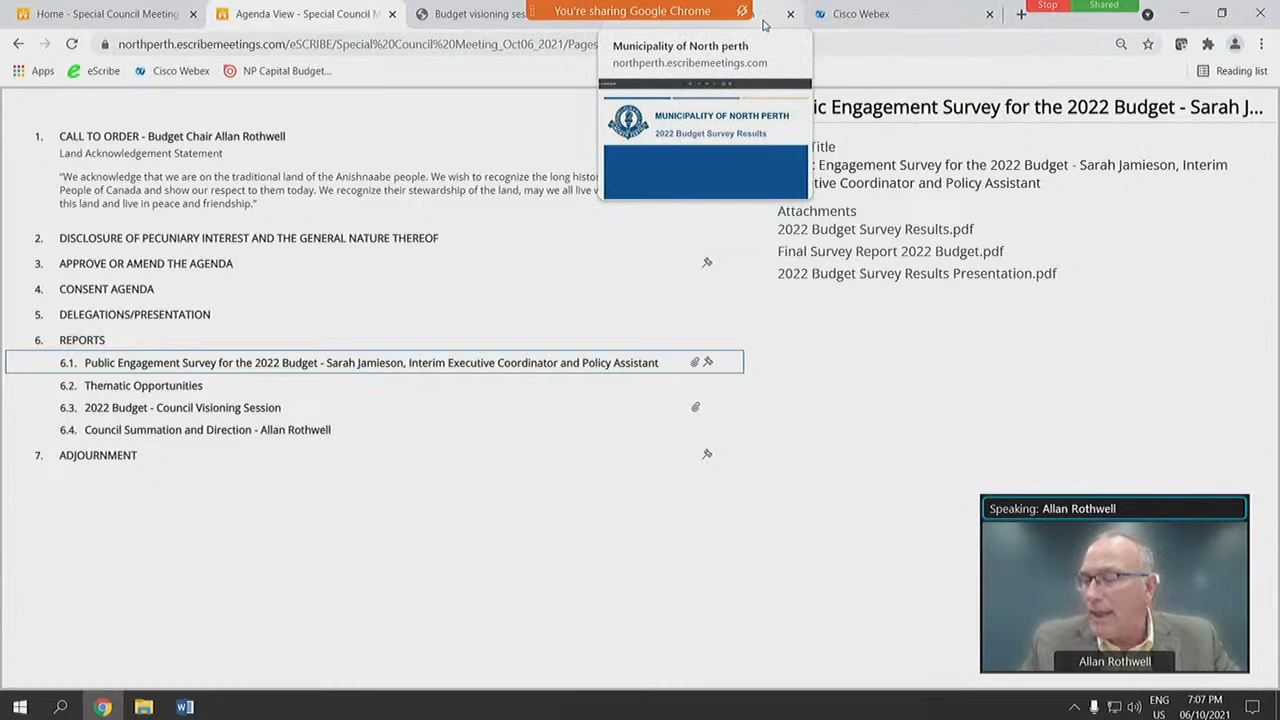 Home - Special Council Meeting
Agenda View - Special Council M
Budget visioning ses
You're sharing Google Chrome
Cisco Webex
Stop
Shared
northperth.escribemeetings.com/eSCRIBE/Special Council Meeting_Oct06_2021/Pages
Apps
eScribe
Cisco Webex
NP Capital Budget...
Reading list
Municipality of North perth
northperth.escribemeetings.com
MUNICIPALITY OF NORTH PERTH
2022 Budget Survey Results
1. CALL TO ORDER - Budget Chair Allan Rothwell
Land Acknowledgement Statement
"We acknowledge that we are on the traditional land of the Anishnaabe people. We wish to recognize the long histo
People of Canada and show our respect to them today. We recognize their stewardship of the land, may we all live
this land and live in peace and friendship."
2. DISCLOSURE OF PECUNIARY INTEREST AND THE GENERAL NATURE THEREOF
3. APPROVE OR AMEND THE AGENDA
4. CONSENT AGENDA
5. DELEGATIONS/PRESENTATION
6. REPORTS
6.1. Public Engagement Survey for the 2022 Budget - Sarah Jamieson, Interim Executive Coordinator and Policy Assistant
6.2. Thematic Opportunities
6.3. 2022 Budget - Council Visioning Session
6.4. Council Summation and Direction - Allan Rothwell
7. ADJOURNMENT
ic Engagement Survey for the 2022 Budget - Sarah J...
Title
Engagement Survey for the 2022 Budget - Sarah Jamieson, Interim
tive Coordinator and Policy Assistant
Attachments
2022 Budget Survey Results.pdf
Final Survey Report 2022 Budget.pdf
2022 Budget Survey Results Presentation.pdf
Speaking: Allan Rothwell
Allan Rothwell
ENG
US
7:07 PM
06/10/2021